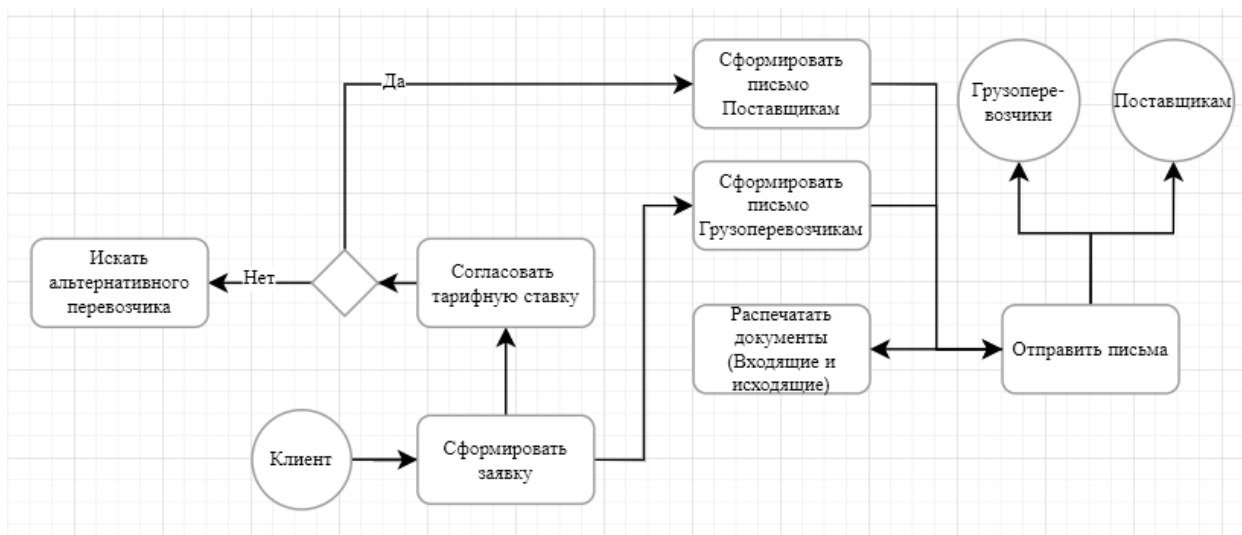 Да
Сформировать
письмо
Поставщикам
Грузопере-
возчики
Поставщикам
Сформировать
письмо
Грузоперевозчикам
Искать
альтернативного
перевозчика
Нет
Согласовать
тарифную ставку
Распечатать
документы
(Входящие и
исходящие)
Отправить письма
Клиент
Сформировать
заявку